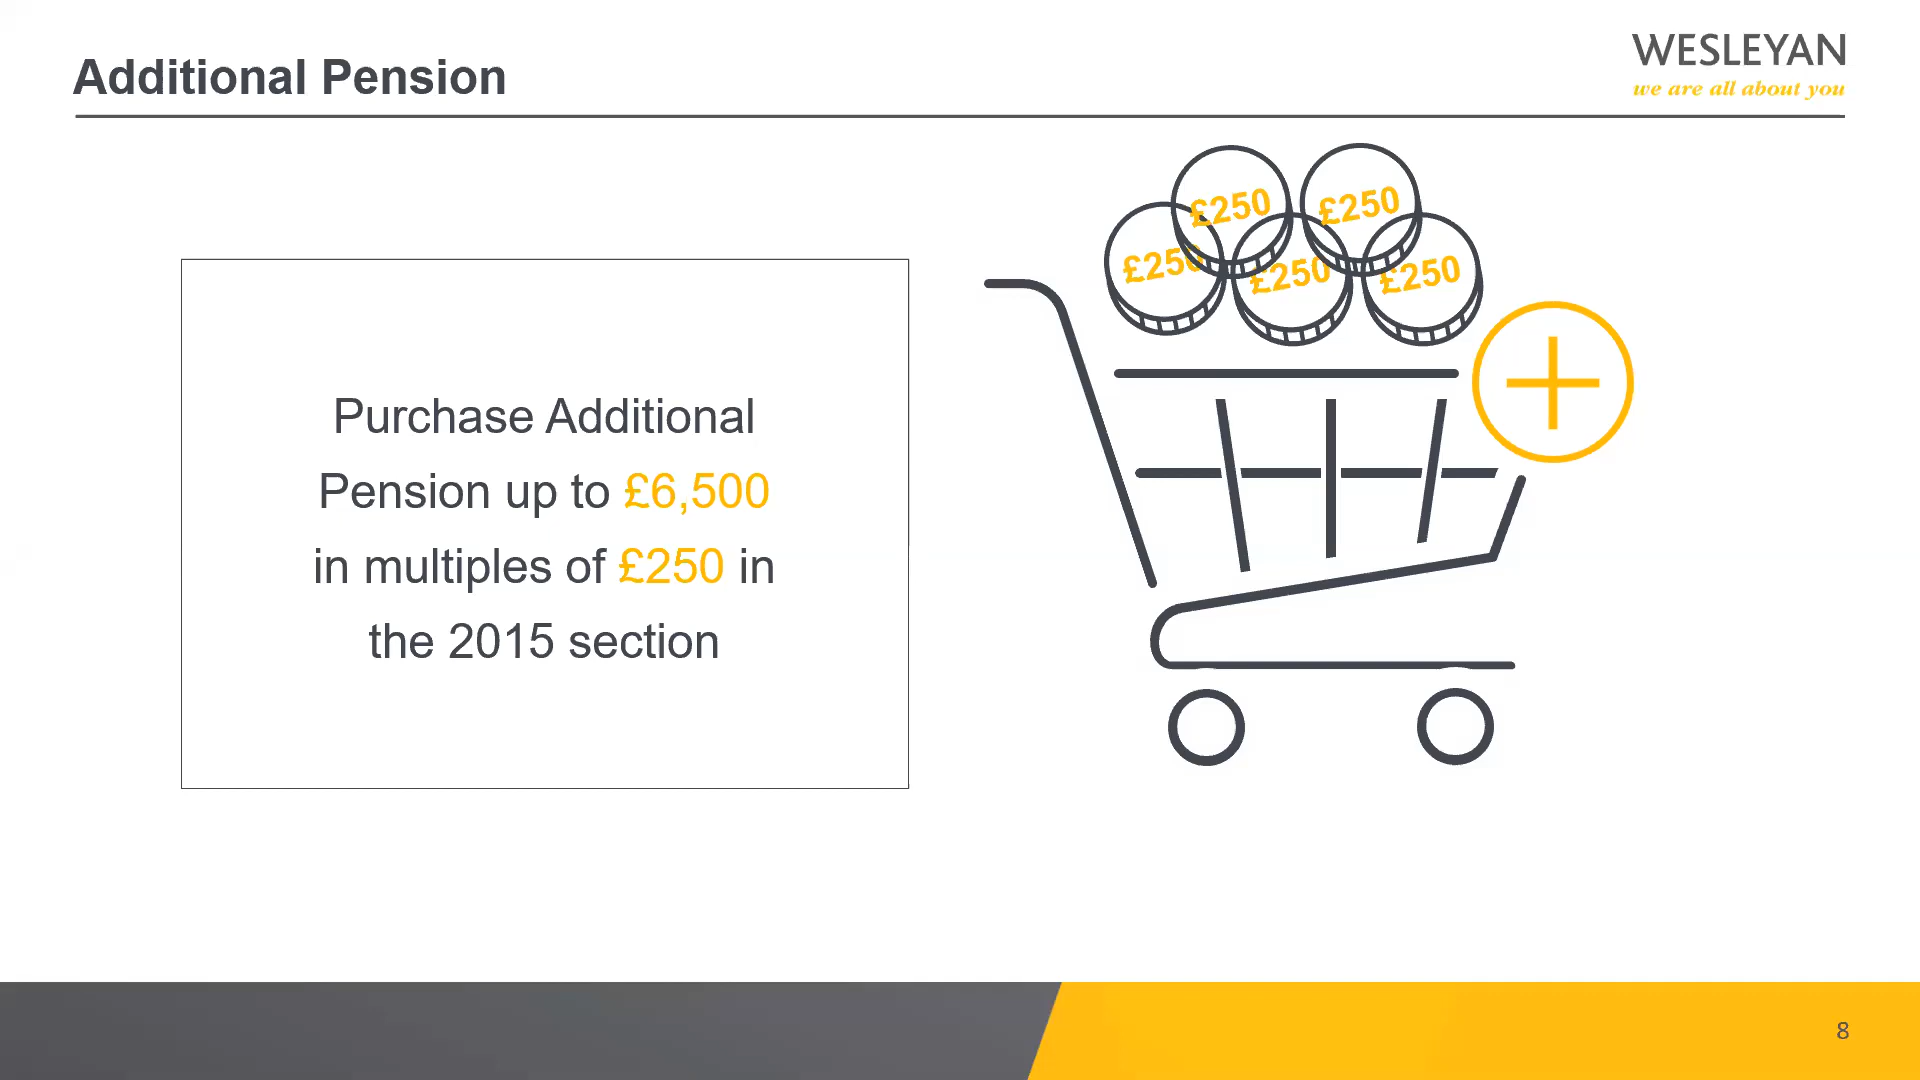 Additional Pension
WESLEYAN
we are all about you
£250
£250
£250
£250
£250
Purchase Additional
Pension up to £6,500
in multiples of £250 in
the 2015 section
8